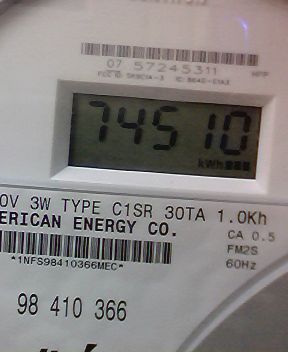 07 57245311
74510
kWh
0V 3W TYPE C1SR 30TA 1.0Kh
ERICAN ENERGY CO.
CA 0.5
FM2S
60Hz
*1NFS98410366MEC*
98 410 366